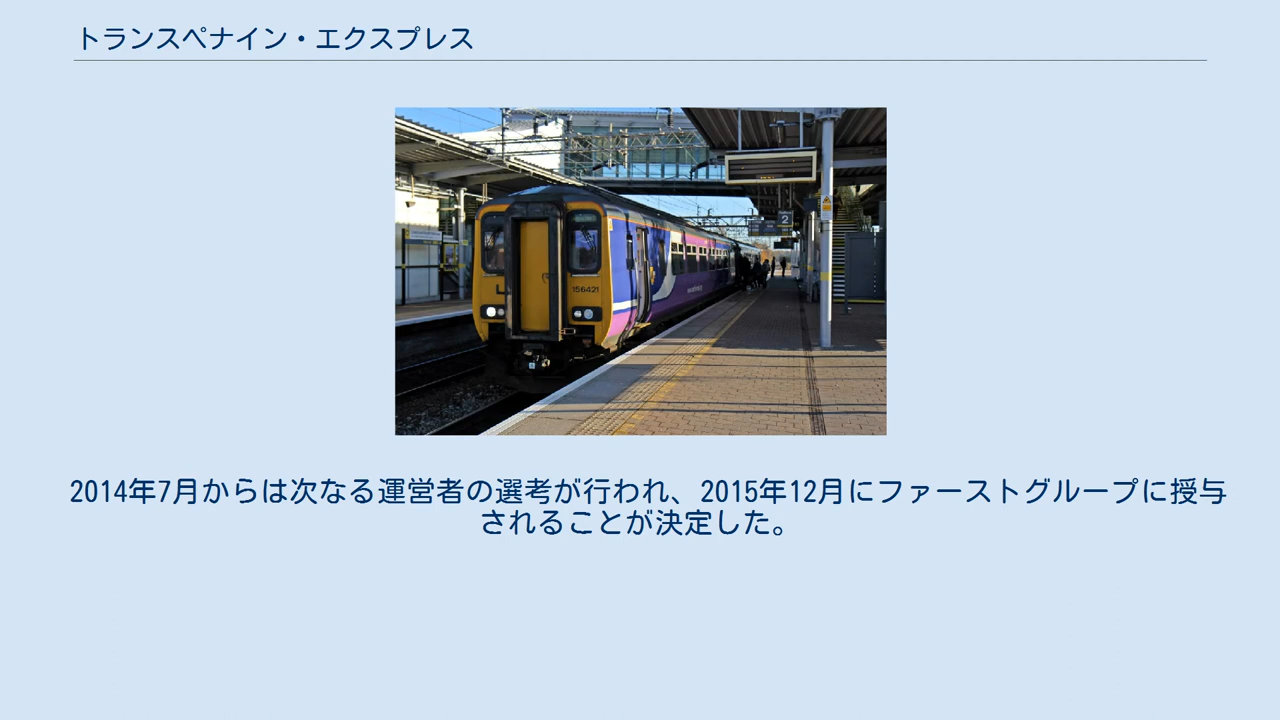 トランスペナイン・エクスプレス
2
156421
2014年7月からは次なる運営者の選考が行われ、2015年12月にファーストグループに授与
されることが決定した。